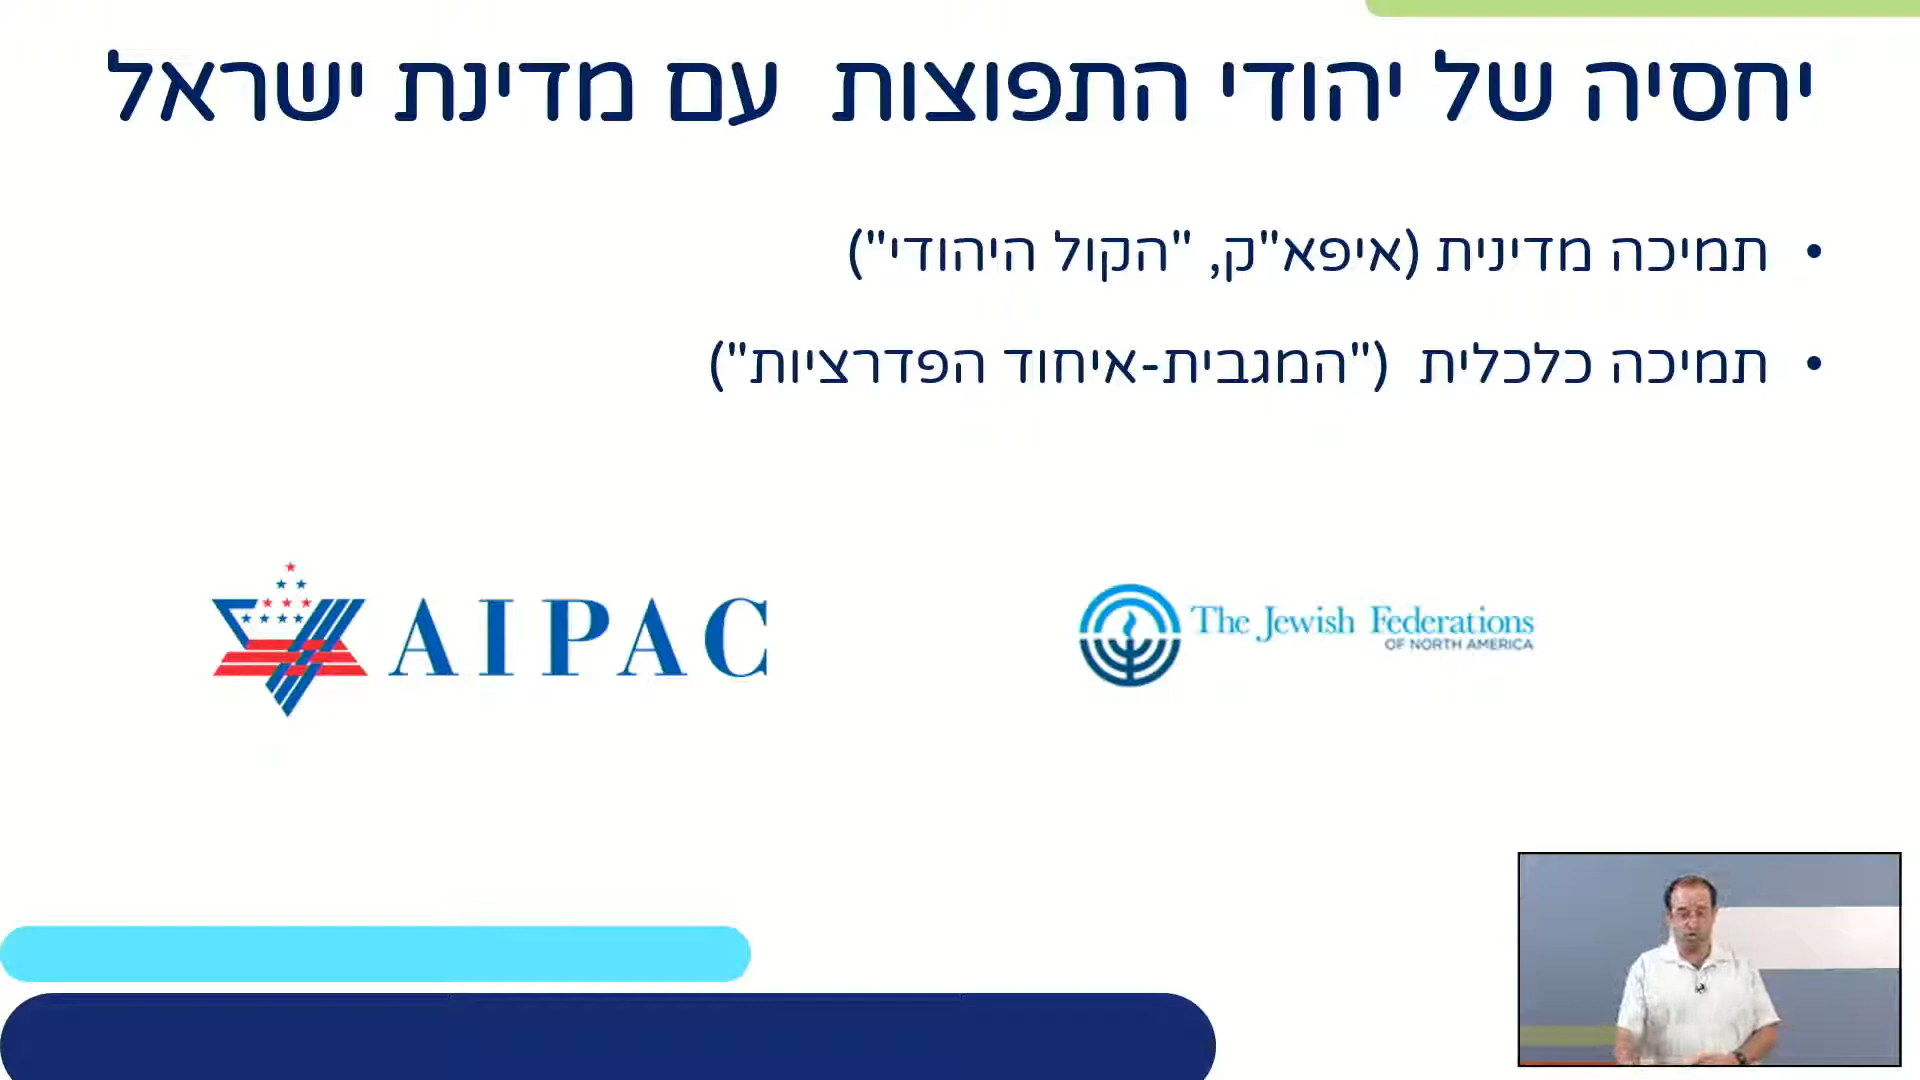 יחסיה של יהודי התפוצות עם מדינת ישראל
• תמיכה מדינית (איפא"ק, "הקול היהודי")
• תמיכה כלכלית ("המגבית-איחוד הפדרציות")
AIPAC
The Jewish Federations
OF NORTH AMERICA